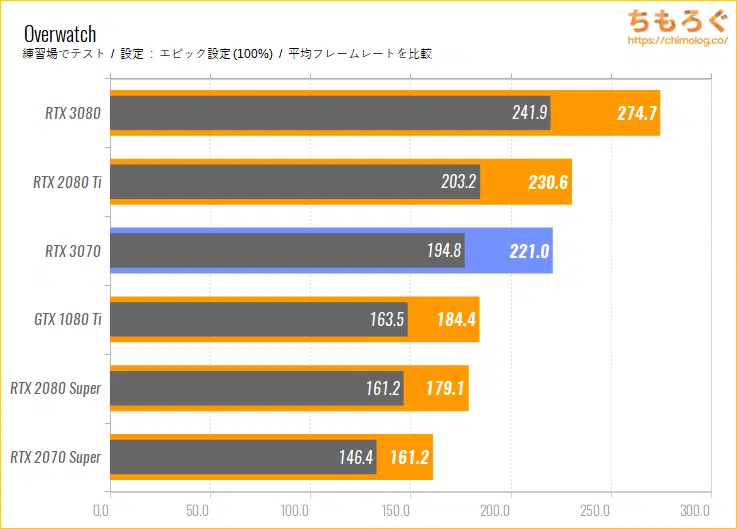 ちもろぐ
https://chimolog.co/
Overwatch
練習場でテスト / 設定 : エピック設定(100%) / 平均フレームレートを比較
RTX 3080 241.9 274.7
RTX 2080 Ti 203.2 230.6
RTX 3070 194.8 221.0
GTX 1080 Ti 163.5 184.4
RTX 2080 Super 161.2 179.1
RTX 2070 Super 146.4 161.2
0.0 50.0 100.0 150.0 200.0 250.0 300.0